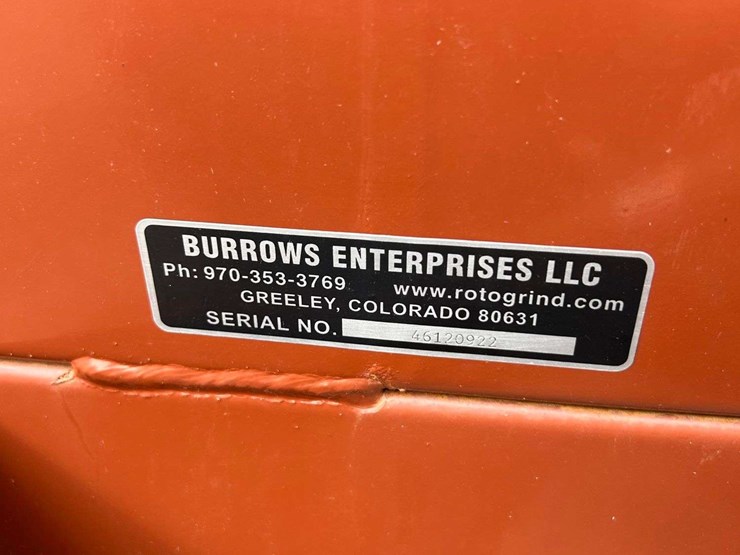 BURROWS ENTERPRISES LLC
Ph: 970-353-3769 www.rotogrind.com
GREELEY, COLORADO 80631
SERIAL NO. 46120922